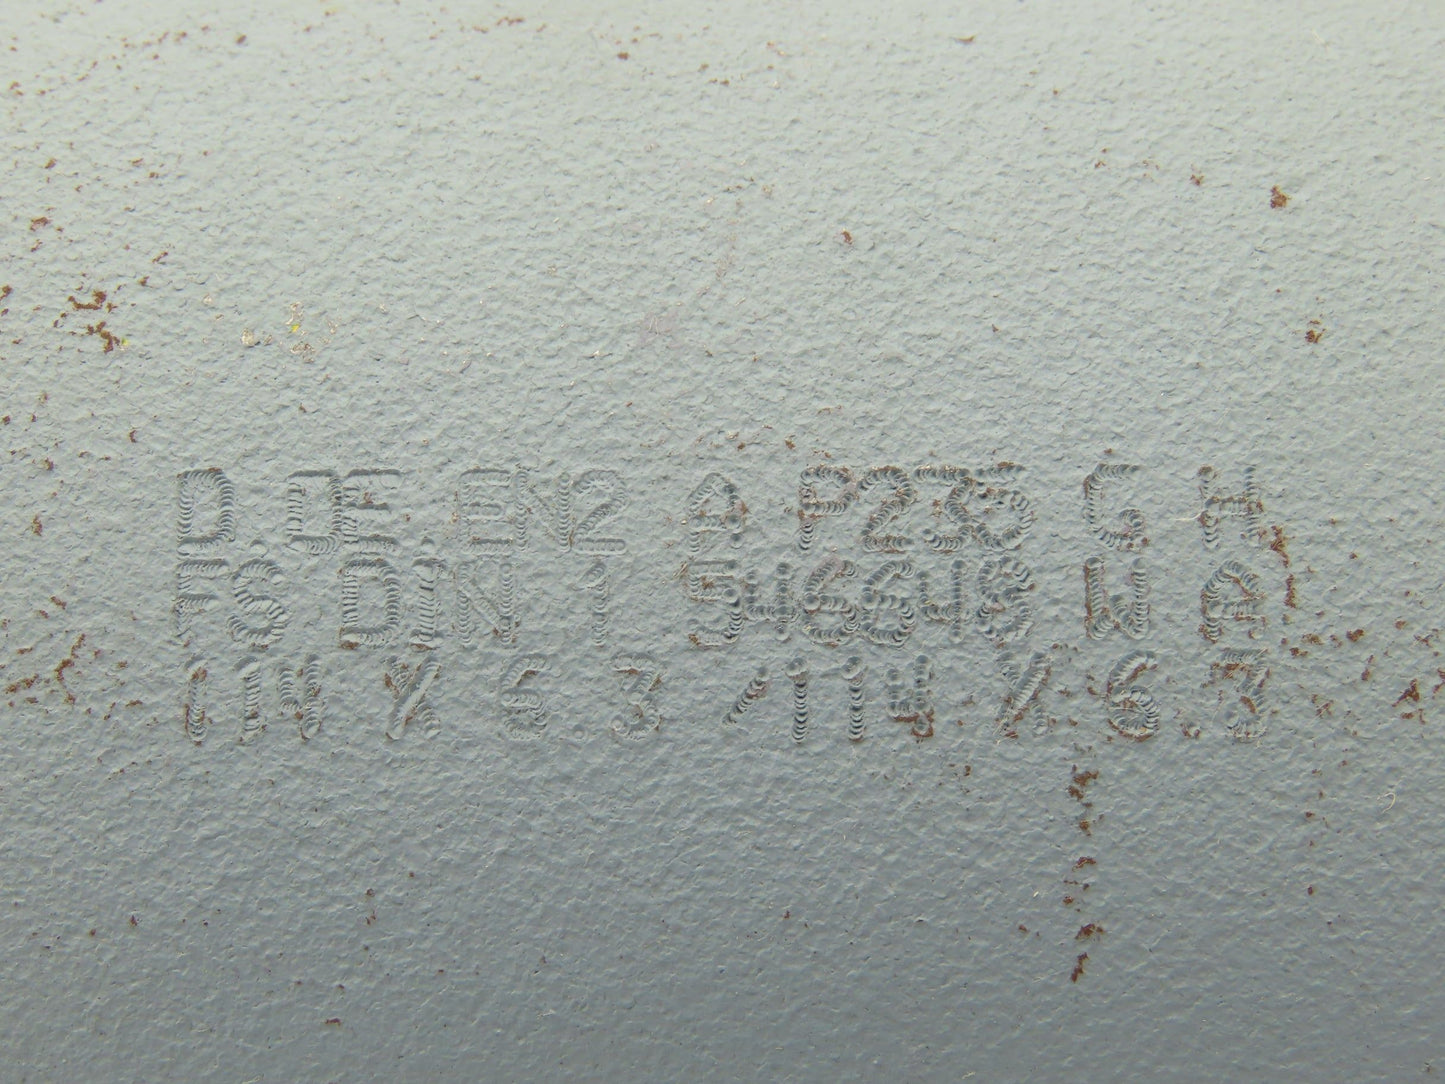 D.DE. EN2 A P235 G H
FS. DIN 1 546648 W A
114 X 6.3 /114 X 6.3